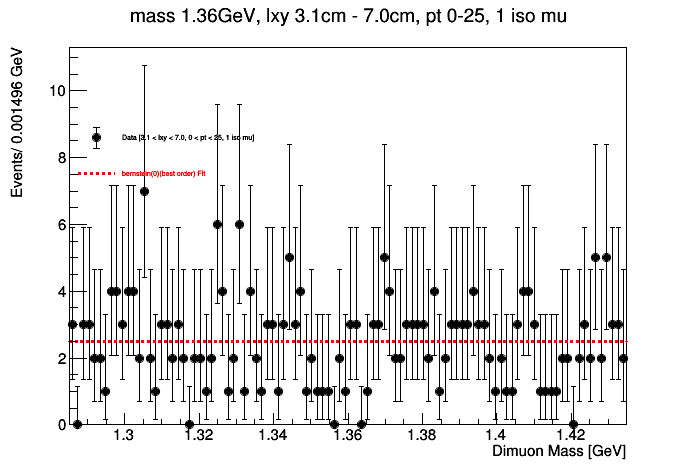 mass 1.36GeV, lxy 3.1cm - 7.0cm, pt 0-25, 1 iso mu
Events/ 0.001496 GeV
10
8
6
4
2
0
Data [3.1 < lxy < 7.0, 0 < pt < 25, 1 iso mu]
bernstein(0)(best order) Fit
1.3 1.32 1.34 1.36 1.38 1.4 1.42
Dimuon Mass [GeV]